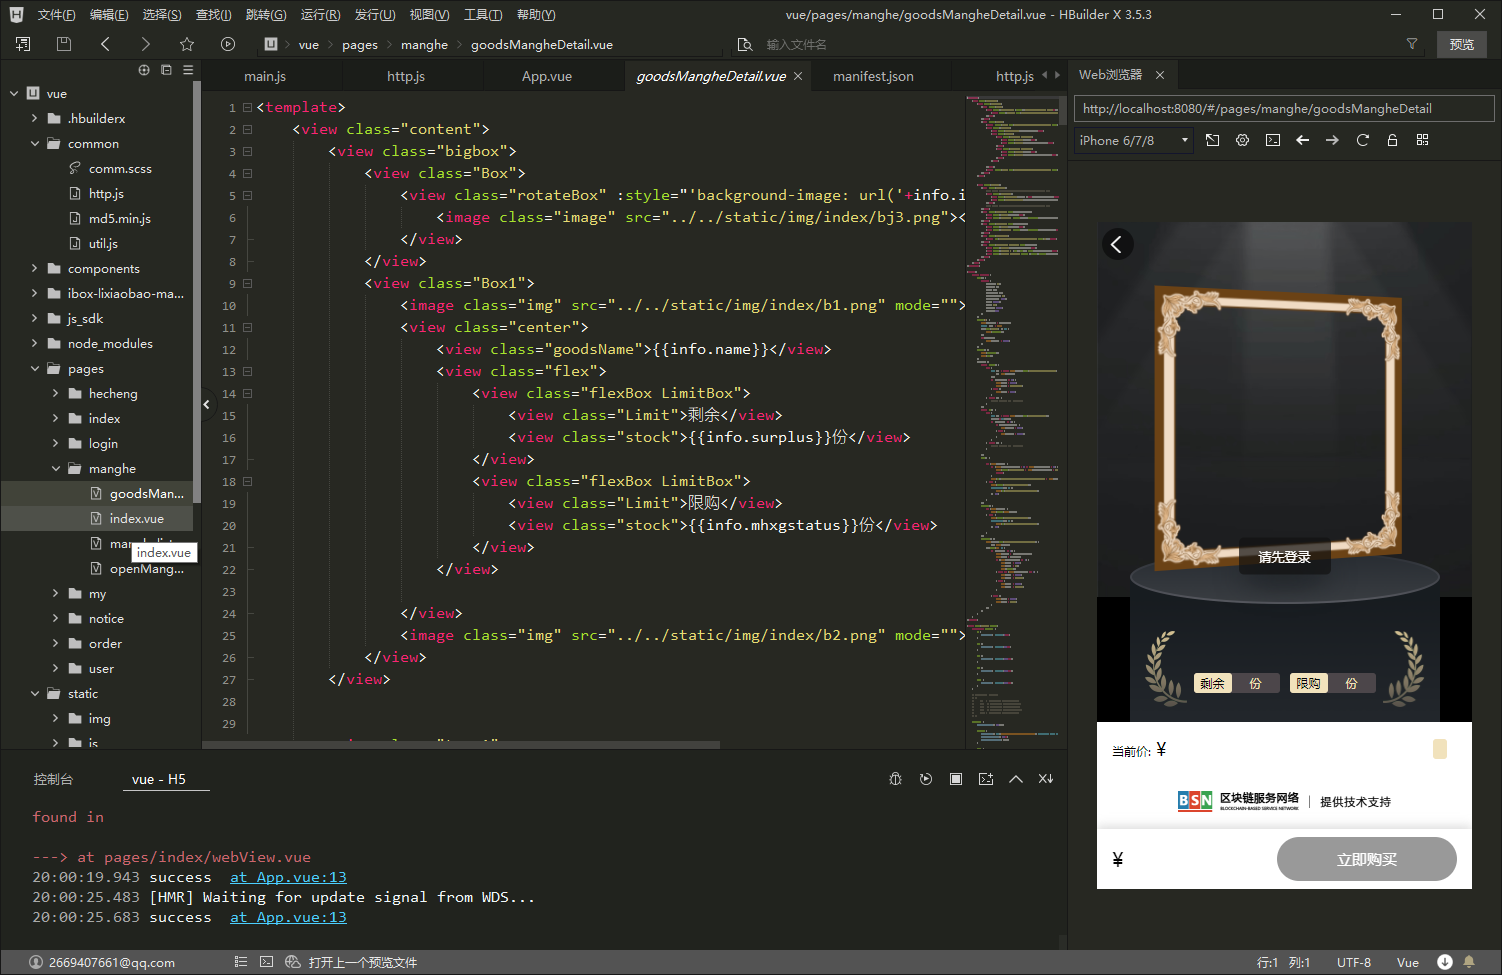 文件(F) 编辑(E) 选择(S) 查找(I) 跳转(G) 运行(R) 发行(U) 视图(V) 工具(T) 帮助(Y)
vue/pages/manghe/goodsMangheDetail.vue - HBuilder X 3.5.3
vue pages manghe goodsMangheDetail.vue
输入文件名
预览
vue
.hbuilderx
common
comm.scss
http.js
md5.min.js
util.js
components
ibox-lixiaobao-ma...
js_sdk
node_modules
pages
hecheng
index
login
manghe
goodsMan...
index.vue
index.vue
openMang...
my
notice
order
user
static
img
js
main.js http.js App.vue goodsMangheDetail.vue manifest.json http.js
1 <template>
2 <view class="content">
3 <view class="bigbox">
4 <view class="Box">
5 <view class="rotateBox" :style="'background-image: url('+info.i
6 <image class="image" src="../../static/img/index/bj3.png"><
7 </view>
8 </view>
9 <view class="Box1">
10 <image class="img" src="../../static/img/index/b1.png" mode="">
11 <view class="center">
12 <view class="goodsName">{{info.name}}</view>
13 <view class="flex">
14 <view class="flexBox LimitBox">
15 <view class="Limit">剩余</view>
16 <view class="stock">{{info.surplus}}份</view>
17 </view>
18 <view class="flexBox LimitBox">
19 <view class="Limit">限购</view>
20 <view class="stock">{{info.mhxgstatus}}份</view>
21 </view>
22 </view>
23
24 </view>
25 <image class="img" src="../../static/img/index/b2.png" mode="">
26 </view>
27 </view>
28
29
Web浏览器
http://localhost:8080/#/pages/manghe/goodsMangheDetail
iPhone 6/7/8
请先登录
剩余 份 限购 份
当前价: ¥
BSN 区块链服务网络 提供技术支持
BLOCKCHAIN-BASED SERVICE NETWORK
¥ 立即购买
控制台 vue - H5
found in
---> at pages/index/webView.vue
20:00:19.943 success at App.vue:13
20:00:25.483 [HMR] Waiting for update signal from WDS...
20:00:25.683 success at App.vue:13
2669407661@qq.com 打开上一个预览文件
行:1 列:1 UTF-8 Vue